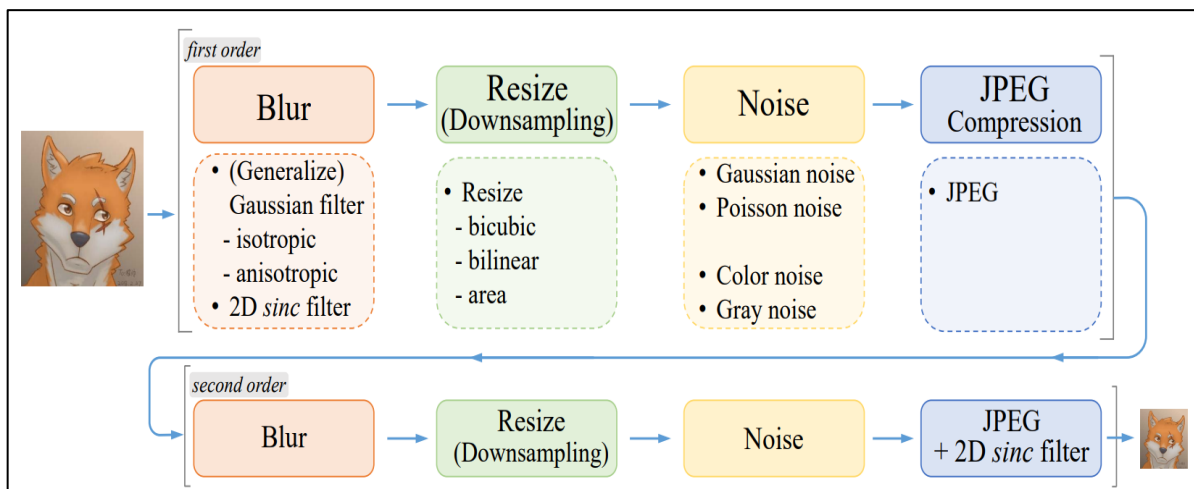 first order
Blur
Resize
(Downsampling)
Noise
JPEG
Compression
• (Generalize)
Gaussian filter
- isotropic
- anisotropic
• 2D sinc filter
• Resize
- bicubic
- bilinear
- area
• Gaussian noise
• Poisson noise
• Color noise
• Gray noise
• JPEG
second order
Blur
Resize
(Downsampling)
Noise
JPEG
+ 2D sinc filter